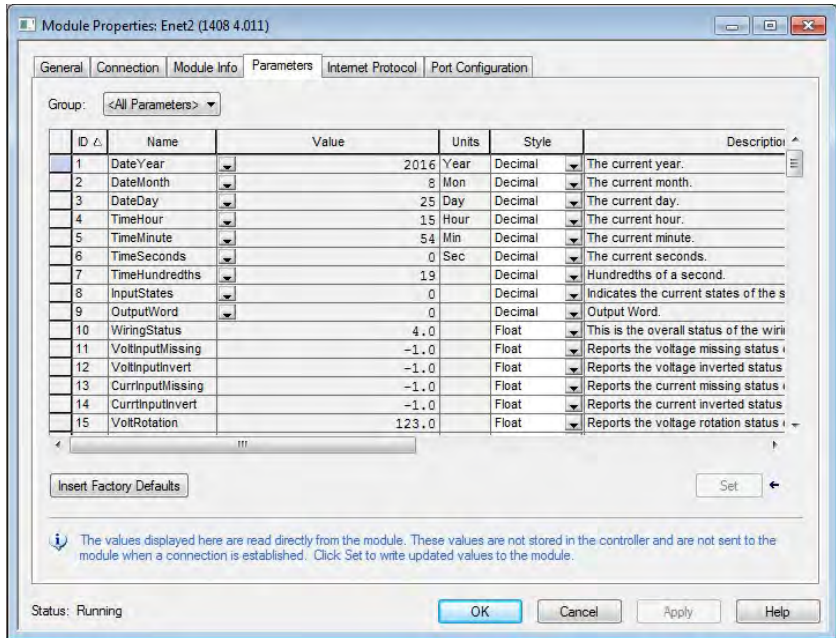 Module Properties: Enet2 (1408 4.011)
General Connection Module Info Parameters Internet Protocol Port Configuration
Group: <All Parameters>
ID Name Value Units Style Description
1 DateYear 2016 Year Decimal The current year.
2 DateMonth 8 Mon Decimal The current month.
3 DateDay 25 Day Decimal The current day.
4 TimeHour 15 Hour Decimal The current hour.
5 TimeMinute 54 Min Decimal The current minute.
6 TimeSeconds 0 Sec Decimal The current seconds.
7 TimeHundredths 19 Decimal Hundredths of a second.
8 InputStates 0 Decimal Indicates the current states of the s
9 OutputWord 0 Decimal Output Word.
10 WiringStatus 4.0 Float This is the overall status of the wirin
11 VoltInputMissing -1.0 Float Reports the voltage missing status
12 VoltInputInvert -1.0 Float Reports the voltage inverted status
13 CurrInputMissing -1.0 Float Reports the current missing status
14 CurrtInputInvert -1.0 Float Reports the current inverted status
15 VoltRotation 123.0 Float Reports the voltage rotation status
Insert Factory Defaults Set
The values displayed here are read directly from the module. These values are not stored in the controller and are not sent to the
module when a connection is established. Click Set to write updated values to the module.
Status: Running OK Cancel Apply Help